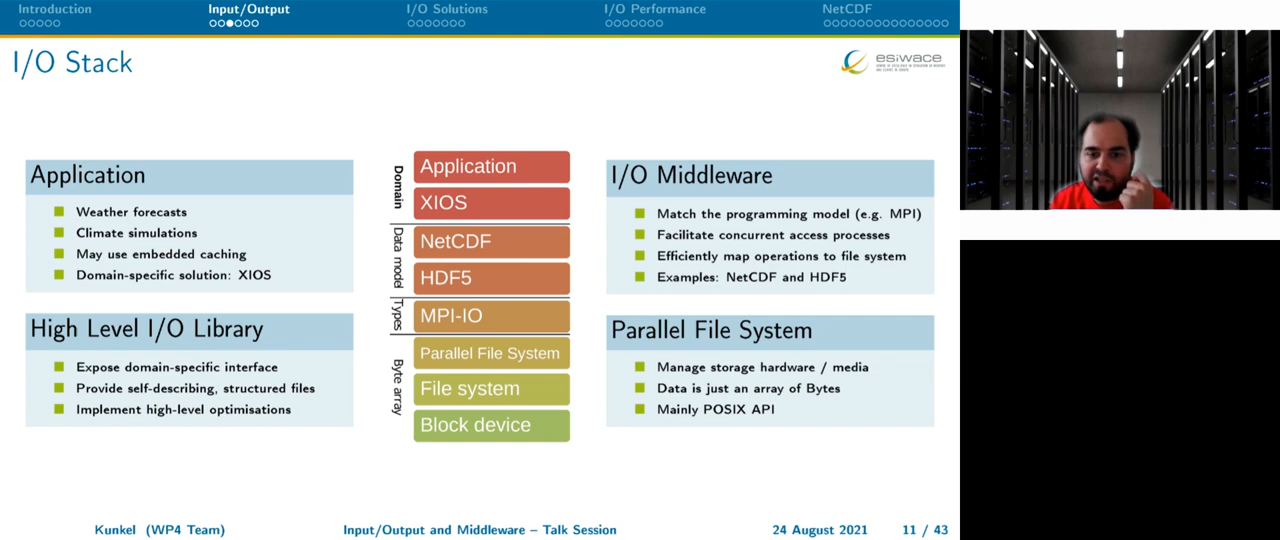 Introduction
Input/Output
I/O Solutions
I/O Performance
NetCDF
I/O Stack
esiwace
Application
Weather forecasts
Climate simulations
May use embedded caching
Domain-specific solution: XIOS
High Level I/O Library
Expose domain-specific interface
Provide self-describing, structured files
Implement high-level optimisations
Domain
Data model
Types
Byte array
Application
XIOS
NetCDF
HDF5
MPI-IO
Parallel File System
File system
Block device
I/O Middleware
Match the programming model (e.g. MPI)
Facilitate concurrent access processes
Efficiently map operations to file system
Examples: NetCDF and HDF5
Parallel File System
Manage storage hardware / media
Data is just an array of Bytes
Mainly POSIX API
Kunkel (WP4 Team)
Input/Output and Middleware – Talk Session
24 August 2021
11 / 43